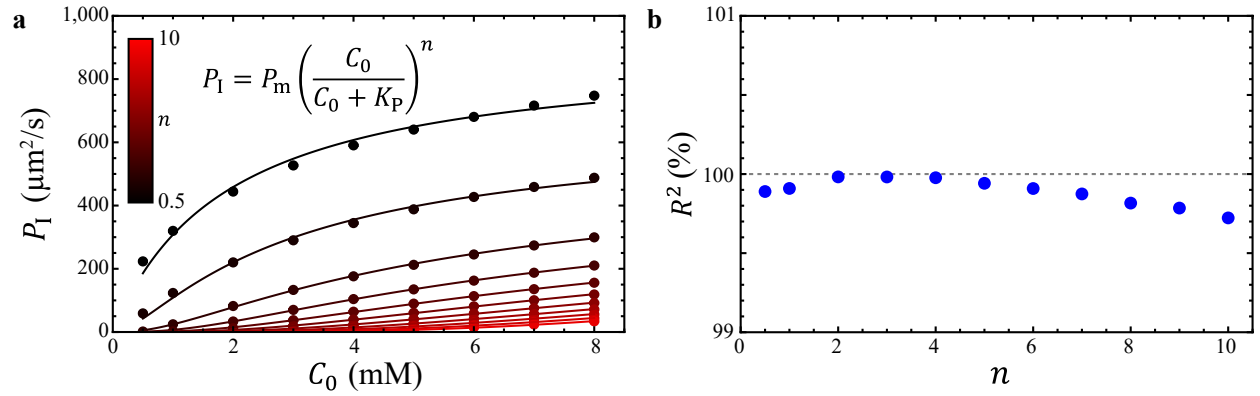 a
1,000
800
600
400
200
0
P_I (μm²/s)
10
n
0.5
P_I = P_m (C_0 / (C_0 + K_P))^n
0 2 4 6 8
C_0 (mM)
b
101
100
99
R² (%)
0 2 4 6 8 10
n